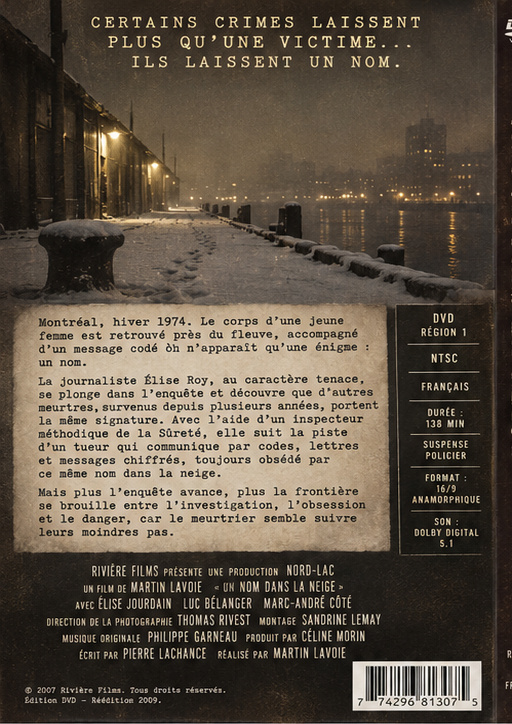 CERTAINS CRIMES LAISSENT
PLUS QU'UNE VICTIME...
ILS LAISSENT UN NOM.
Montréal, hiver 1974. Le corps d'une jeune
femme est retrouvé près du fleuve, accompagné
d'un message codé òh n'apparaît qu'une énigme :
un nom.
La journaliste Élise Roy, au caractère tenace,
se plonge dans l'enquête et découvre que d'autres
meurtres, survenus depuis plusieurs années, portent
la même signature. Avec l'aide d'un inspecteur
méthodique de la Sûreté, elle suit la piste
d'un tueur qui communique par codes, lettres
et messages chiffrés, toujours obsédé par
ce même nom dans la neige.
Mais plus l'enquête avance, plus la frontière
se brouille entre l'investigation, l'obsession
et le danger, car le meurtrier semble suivre
leurs moindres pas.
DVD
RÉGION 1
NTSC
FRANÇAIS
DURÉE :
138 MIN
SUSPENSE
POLICIER
FORMAT :
16/9
ANAMORPHIQUE
SON :
DOLBY DIGITAL
5.1
RIVIÈRE FILMS PRÉSENTE UNE PRODUCTION NORD-LAC
UN FILM DE MARTIN LAVOIE « UN NOM DANS LA NEIGE »
AVEC ÉLISE JOURDAIN LUC BÉLANGER MARC-ANDRÉ CÔTÉ
DIRECTION DE LA PHOTOGRAPHIE THOMAS RIVEST MONTAGE SANDRINE LEMAY
MUSIQUE ORIGINALE PHILIPPE GARNEAU PRODUIT PAR CÉLINE MORIN
ÉCRIT PAR PIERRE LACHANCE RÉALISÉ PAR MARTIN LAVOIE
© 2007 Rivière Films. Tous droits réservés.
Édition DVD - Réédition 2009.
7 74296 81307 5